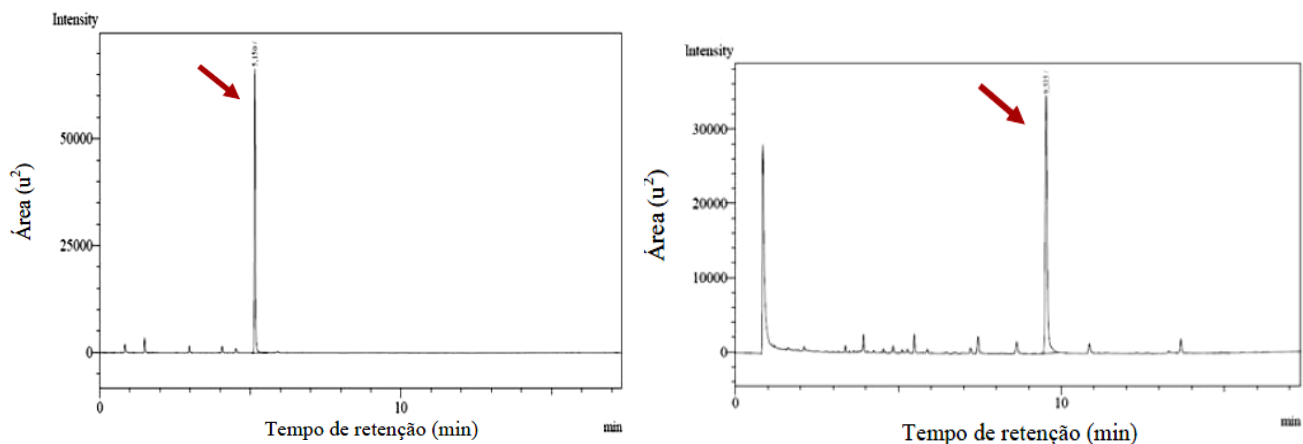 Intensity
50000
25000
0
0
10
min
Área (u²)
Tempo de retenção (min)
Intensity
30000
20000
10000
0
0
10
min
Área (u²)
Tempo de retenção (min)